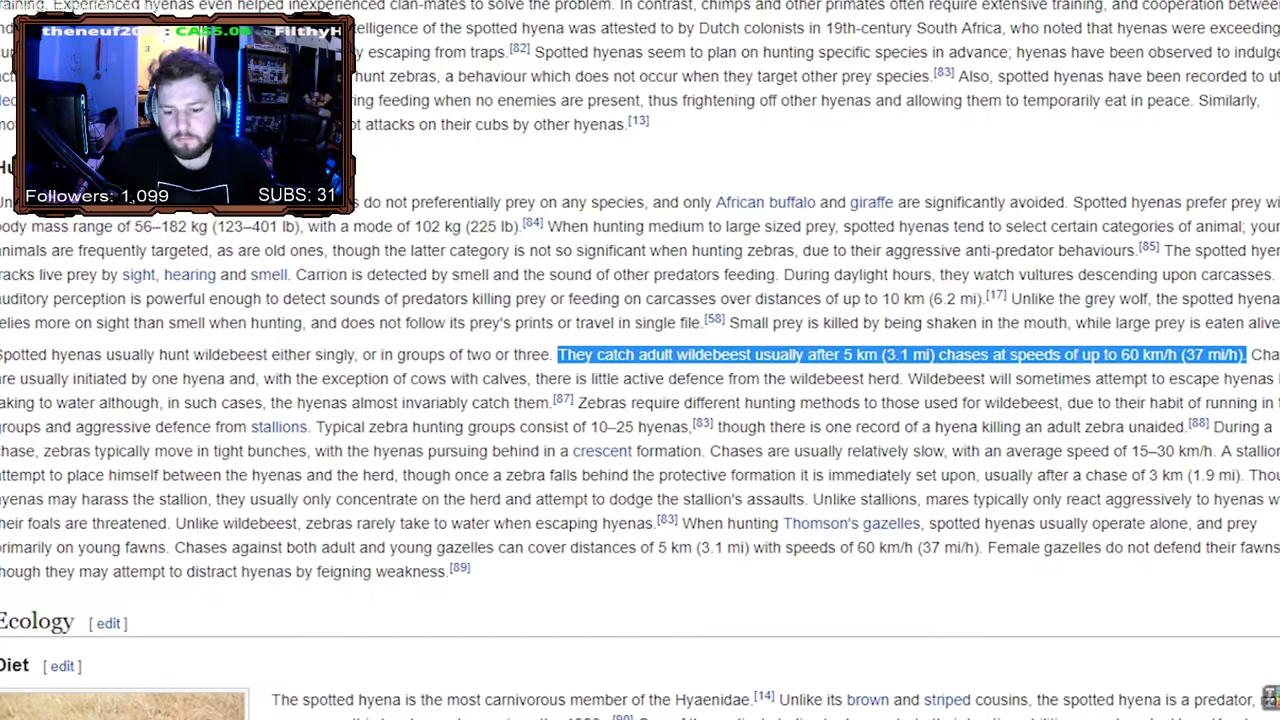 training. Experienced hyenas even helped inexperienced clan-mates to solve the problem. In contrast, chimps and other primates often require extensive training, and cooperation between
theneuf20 : CA$5.00 FilthyH
telligence of the spotted hyena was attested to by Dutch colonists in 19th-century South Africa, who noted that hyenas were exceeding
y escaping from traps.[82] Spotted hyenas seem to plan on hunting specific species in advance; hyenas have been observed to indulge
hunt zebras, a behaviour which does not occur when they target other prey species.[83] Also, spotted hyenas have been recorded to ut
ing feeding when no enemies are present, thus frightening off other hyenas and allowing them to temporarily eat in peace. Similarly,
ot attacks on their cubs by other hyenas.[13]
Followers: 1,099 SUBS: 31
s do not preferentially prey on any species, and only African buffalo and giraffe are significantly avoided. Spotted hyenas prefer prey wi
body mass range of 56–182 kg (123–401 lb), with a mode of 102 kg (225 lb).[84] When hunting medium to large sized prey, spotted hyenas tend to select certain categories of animal; your
animals are frequently targeted, as are old ones, though the latter category is not so significant when hunting zebras, due to their aggressive anti-predator behaviours.[85] The spotted hyer
racks live prey by sight, hearing and smell. Carrion is detected by smell and the sound of other predators feeding. During daylight hours, they watch vultures descending upon carcasses.
auditory perception is powerful enough to detect sounds of predators killing prey or feeding on carcasses over distances of up to 10 km (6.2 mi).[17] Unlike the grey wolf, the spotted hyena
elies more on sight than smell when hunting, and does not follow its prey's prints or travel in single file.[58] Small prey is killed by being shaken in the mouth, while large prey is eaten alive
Spotted hyenas usually hunt wildebeest either singly, or in groups of two or three. They catch adult wildebeest usually after 5 km (3.1 mi) chases at speeds of up to 60 km/h (37 mi/h). Cha
are usually initiated by one hyena and, with the exception of cows with calves, there is little active defence from the wildebeest herd. Wildebeest will sometimes attempt to escape hyenas
aking to water although, in such cases, the hyenas almost invariably catch them.[87] Zebras require different hunting methods to those used for wildebeest, due to their habit of running in t
groups and aggressive defence from stallions. Typical zebra hunting groups consist of 10–25 hyenas,[83] though there is one record of a hyena killing an adult zebra unaided.[88] During a
chase, zebras typically move in tight bunches, with the hyenas pursuing behind in a crescent formation. Chases are usually relatively slow, with an average speed of 15–30 km/h. A stallion
attempt to place himself between the hyenas and the herd, though once a zebra falls behind the protective formation it is immediately set upon, usually after a chase of 3 km (1.9 mi). Thou
hyenas may harass the stallion, they usually only concentrate on the herd and attempt to dodge the stallion's assaults. Unlike stallions, mares typically only react aggressively to hyenas w
heir foals are threatened. Unlike wildebeest, zebras rarely take to water when escaping hyenas.[83] When hunting Thomson's gazelles, spotted hyenas usually operate alone, and prey
primarily on young fawns. Chases against both adult and young gazelles can cover distances of 5 km (3.1 mi) with speeds of 60 km/h (37 mi/h). Female gazelles do not defend their fawns
hough they may attempt to distract hyenas by feigning weakness.[89]
Ecology [ edit ]
Diet [ edit ]
The spotted hyena is the most carnivorous member of the Hyaenidae.[14] Unlike its brown and striped cousins, the spotted hyena is a predator,